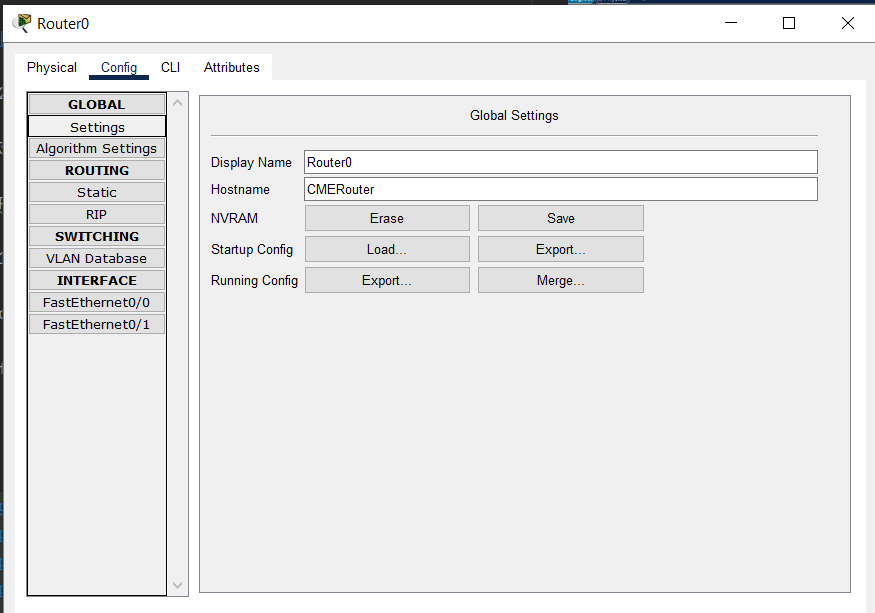 Router0
Physical Config CLI Attributes
GLOBAL
Settings
Algorithm Settings
ROUTING
Static
RIP
SWITCHING
VLAN Database
INTERFACE
FastEthernet0/0
FastEthernet0/1
Global Settings
Display Name Router0
Hostname CMERouter
NVRAM Erase Save
Startup Config Load... Export...
Running Config Export... Merge...